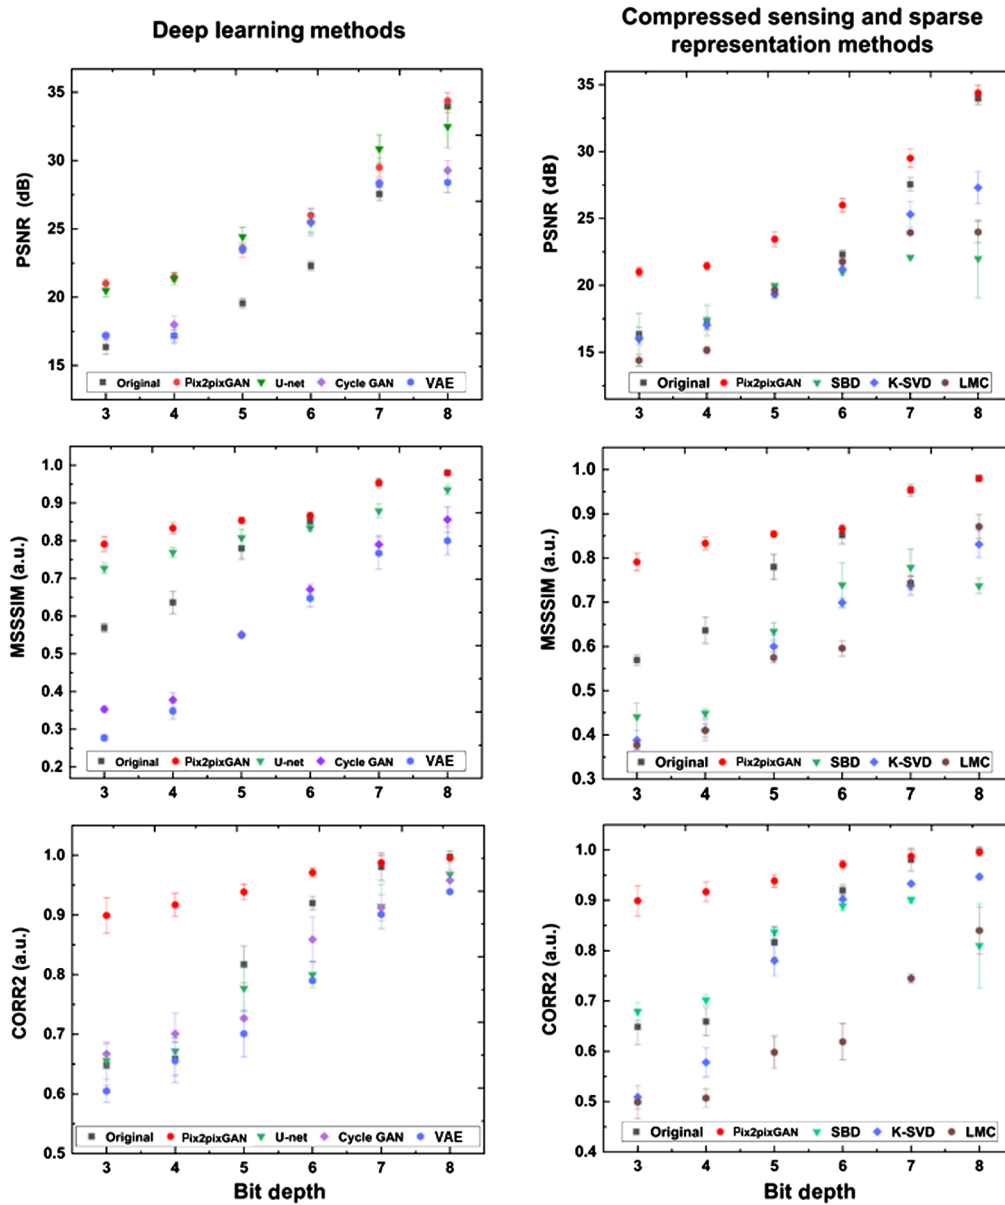 Deep learning methods
Compressed sensing and sparse
representation methods
PSNR (dB)
35
30
25
20
15
Original Pix2pixGAN U-net Cycle GAN VAE
3 4 5 6 7 8
PSNR (dB)
35
30
25
20
15
Original Pix2pixGAN SBD K-SVD LMC
3 4 5 6 7 8
MSSSIM (a.u.)
1.0
0.9
0.8
0.7
0.6
0.5
0.4
0.3
0.2
Original Pix2pixGAN U-net Cycle GAN VAE
3 4 5 6 7 8
MSSSIM (a.u.)
1.0
0.9
0.8
0.7
0.6
0.5
0.4
0.3
Original Pix2pixGAN SBD K-SVD LMC
3 4 5 6 7 8
CORR2 (a.u.)
1.0
0.9
0.8
0.7
0.6
0.5
Original Pix2pixGAN U-net Cycle GAN VAE
3 4 5 6 7 8
Bit depth
CORR2 (a.u.)
1.0
0.9
0.8
0.7
0.6
0.5
0.4
Original Pix2pixGAN SBD K-SVD LMC
3 4 5 6 7 8
Bit depth